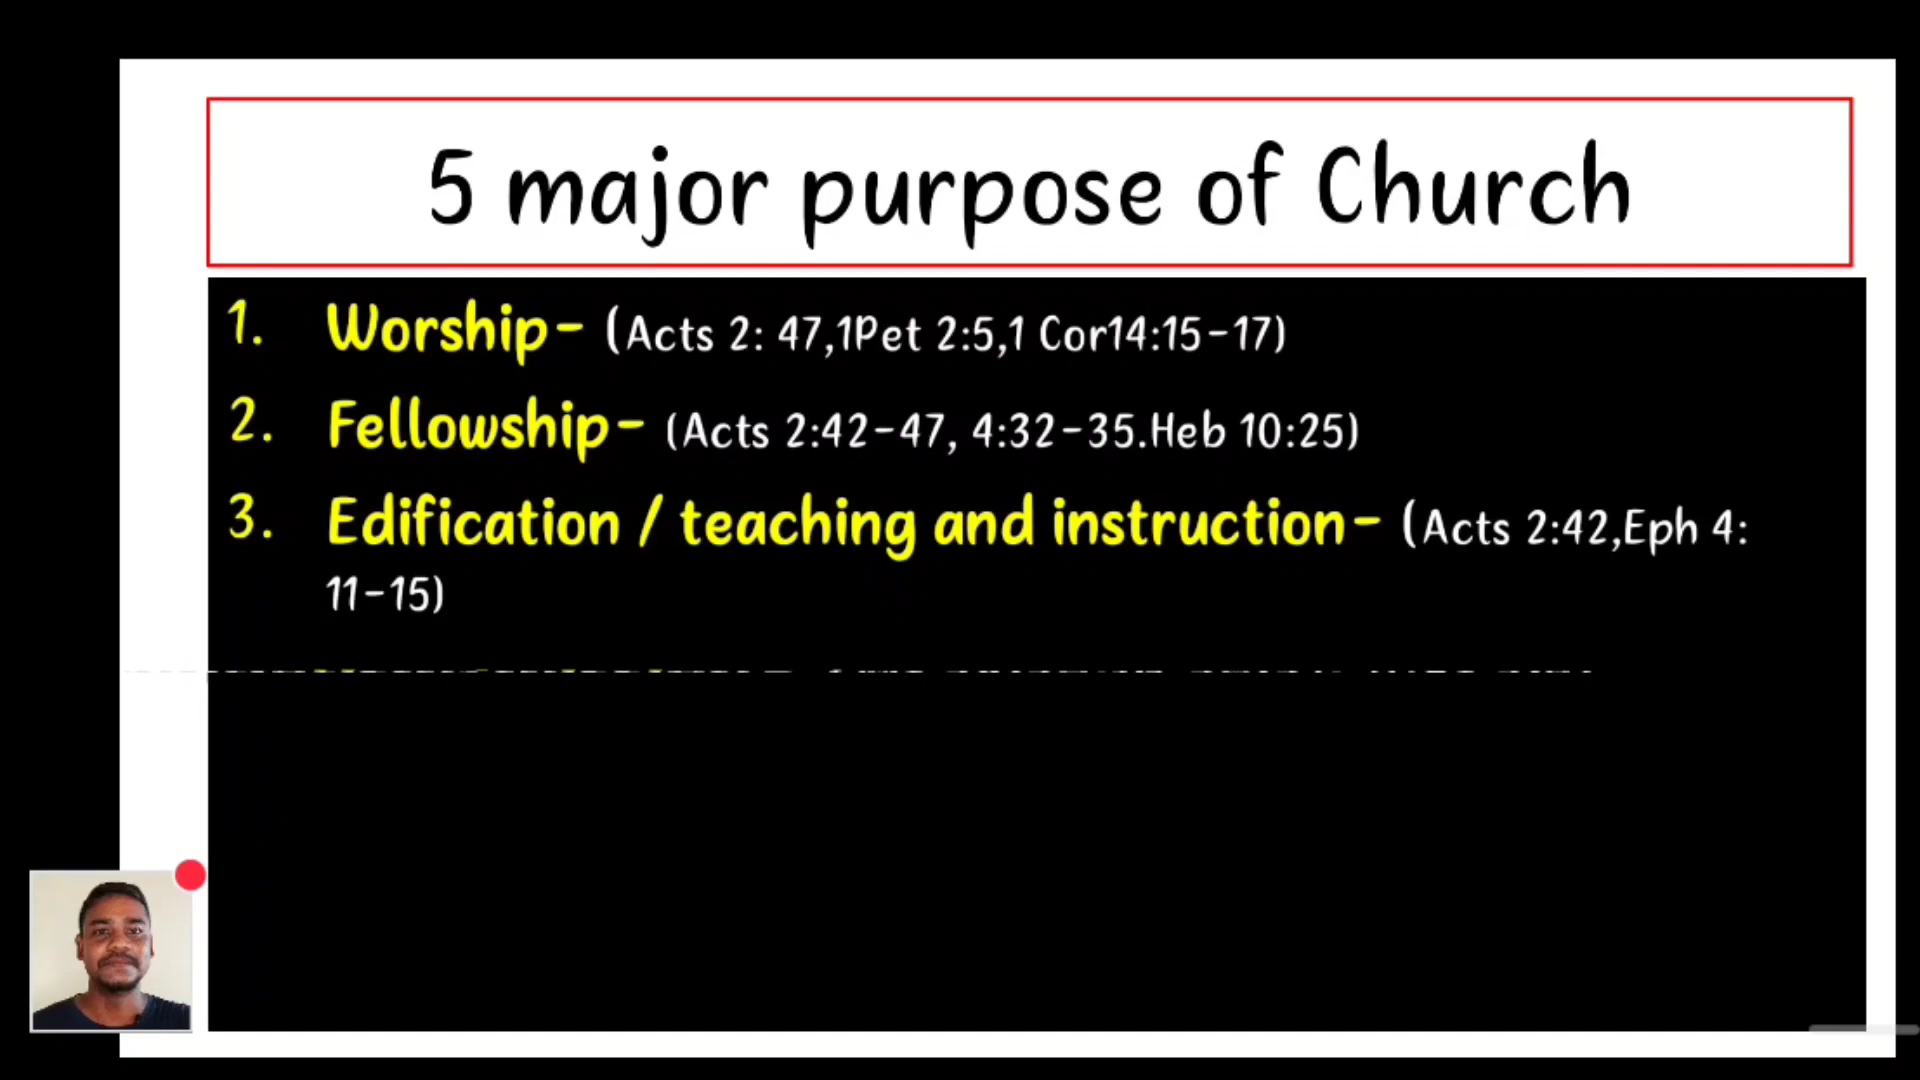 5 major purpose of Church
1. Worship- (Acts 2: 47,1Pet 2:5,1 Cor14:15-17)
2. Fellowship- (Acts 2:42-47, 4:32-35.Heb 10:25)
3. Edification / teaching and instruction- (Acts 2:42,Eph 4:
11-15)